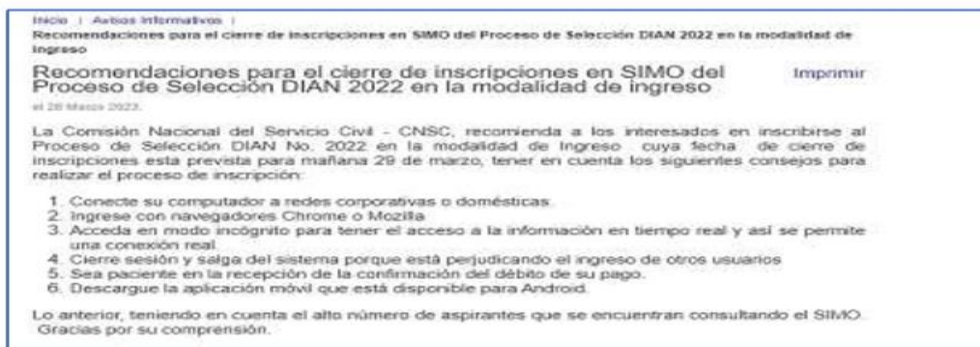 Inicio | Avisos Informativos |
Recomendaciones para el cierre de inscripciones en SIMO del Proceso de Selección DIAN 2022 en la modalidad de
Ingreso
Recomendaciones para el cierre de inscripciones en SIMO del Imprimir
Proceso de Selección DIAN 2022 en la modalidad de ingreso
el 28 Marzo 2023.
La Comisión Nacional del Servicio Civil - CNSC, recomienda a los interesados en inscribirse al
Proceso de Selección DIAN No. 2022 en la modalidad de Ingreso cuya fecha de cierre de
inscripciones esta prevista para mañana 29 de marzo, tener en cuenta los siguientes consejos para
realizar el proceso de inscripción:
1. Conecte su computador a redes corporativas o domésticas.
2. Ingrese con navegadores Chrome o Mozilla
3. Acceda en modo incógnito para tener el acceso a la información en tiempo real y así se permite
una conexión real.
4. Cierre sesión y salga del sistema porque está perjudicando el ingreso de otros usuarios
5. Sea paciente en la recepción de la confirmación del débito de su pago.
6. Descargue la aplicación móvil que está disponible para Android.
Lo anterior, teniendo en cuenta el alto número de aspirantes que se encuentran consultando el SIMO.
Gracias por su comprensión.